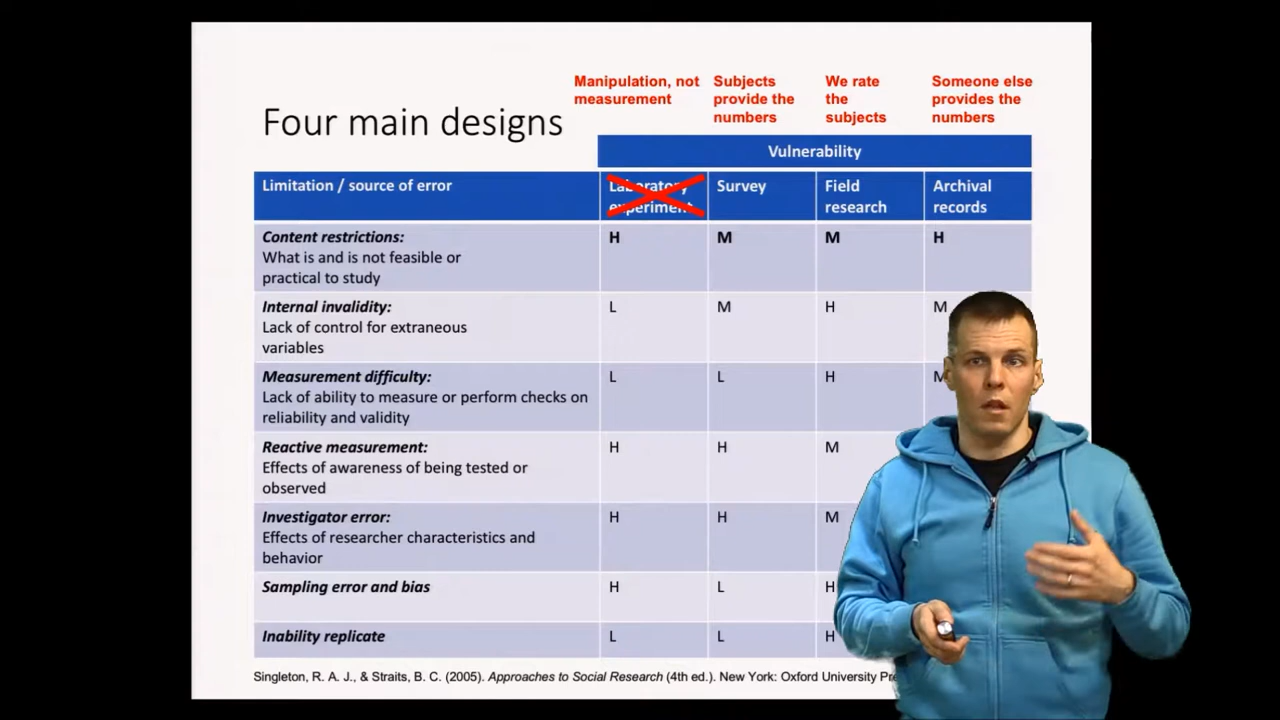 Manipulation, not
measurement
Subjects
provide the
numbers
We rate
the
subjects
Someone else
provides the
numbers
Four main designs
Vulnerability
Limitation / source of error
Laboratory
experiment
Survey
Field
research
Archival
records
Content restrictions:
What is and is not feasible or
practical to study
H
M
M
H
Internal invalidity:
Lack of control for extraneous
variables
L
M
H
M
Measurement difficulty:
Lack of ability to measure or perform checks on
reliability and validity
L
L
H
M
Reactive measurement:
Effects of awareness of being tested or
observed
H
H
M
Investigator error:
Effects of researcher characteristics and
behavior
H
H
M
Sampling error and bias
H
L
H
Inability replicate
L
L
H
Singleton, R. A. J., & Straits, B. C. (2005). Approaches to Social Research (4th ed.). New York: Oxford University